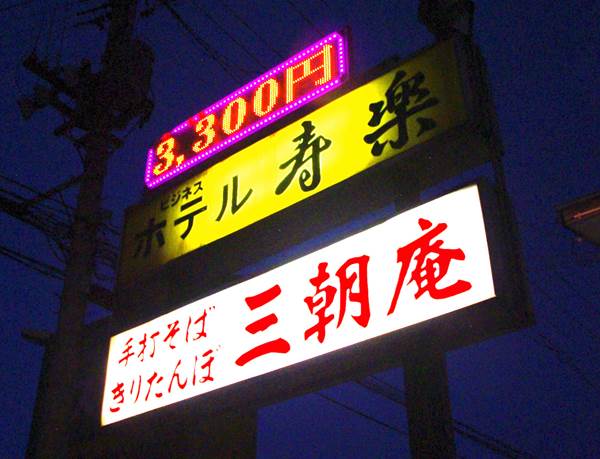 3,300円
ビジネス
ホテル 寿楽
手打そば
きりたんぽ
三朝庵